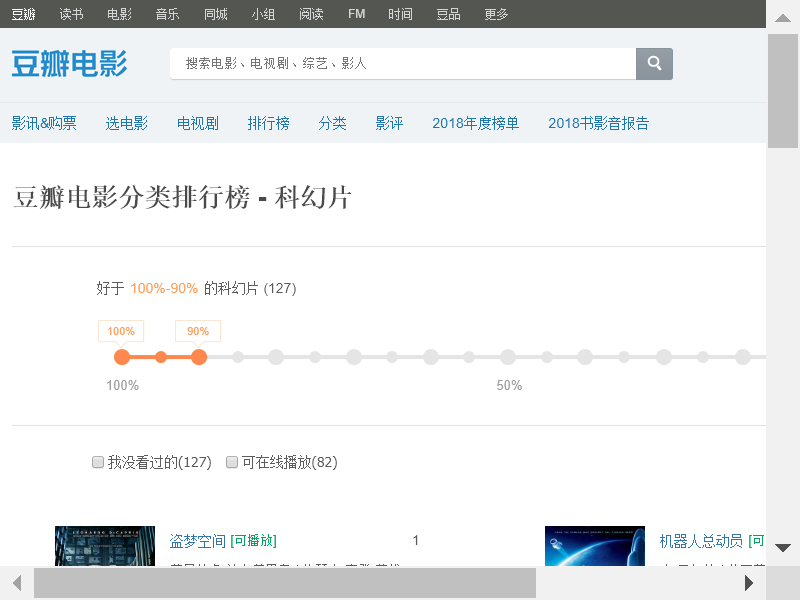 豆瓣 读书 电影 音乐 同城 小组 阅读 FM 时间 豆品 更多
豆瓣电影
搜索电影、电视剧、综艺、影人
影讯&购票 选电影 电视剧 排行榜 分类 影评 2018年度榜单 2018书影音报告
豆瓣电影分类排行榜 - 科幻片
好于 100%-90% 的科幻片 (127)
100% 90%
100% 50%
我没看过的(127) 可在线播放(82)
盗梦空间 [可播放] 1 机器人总动员 [可